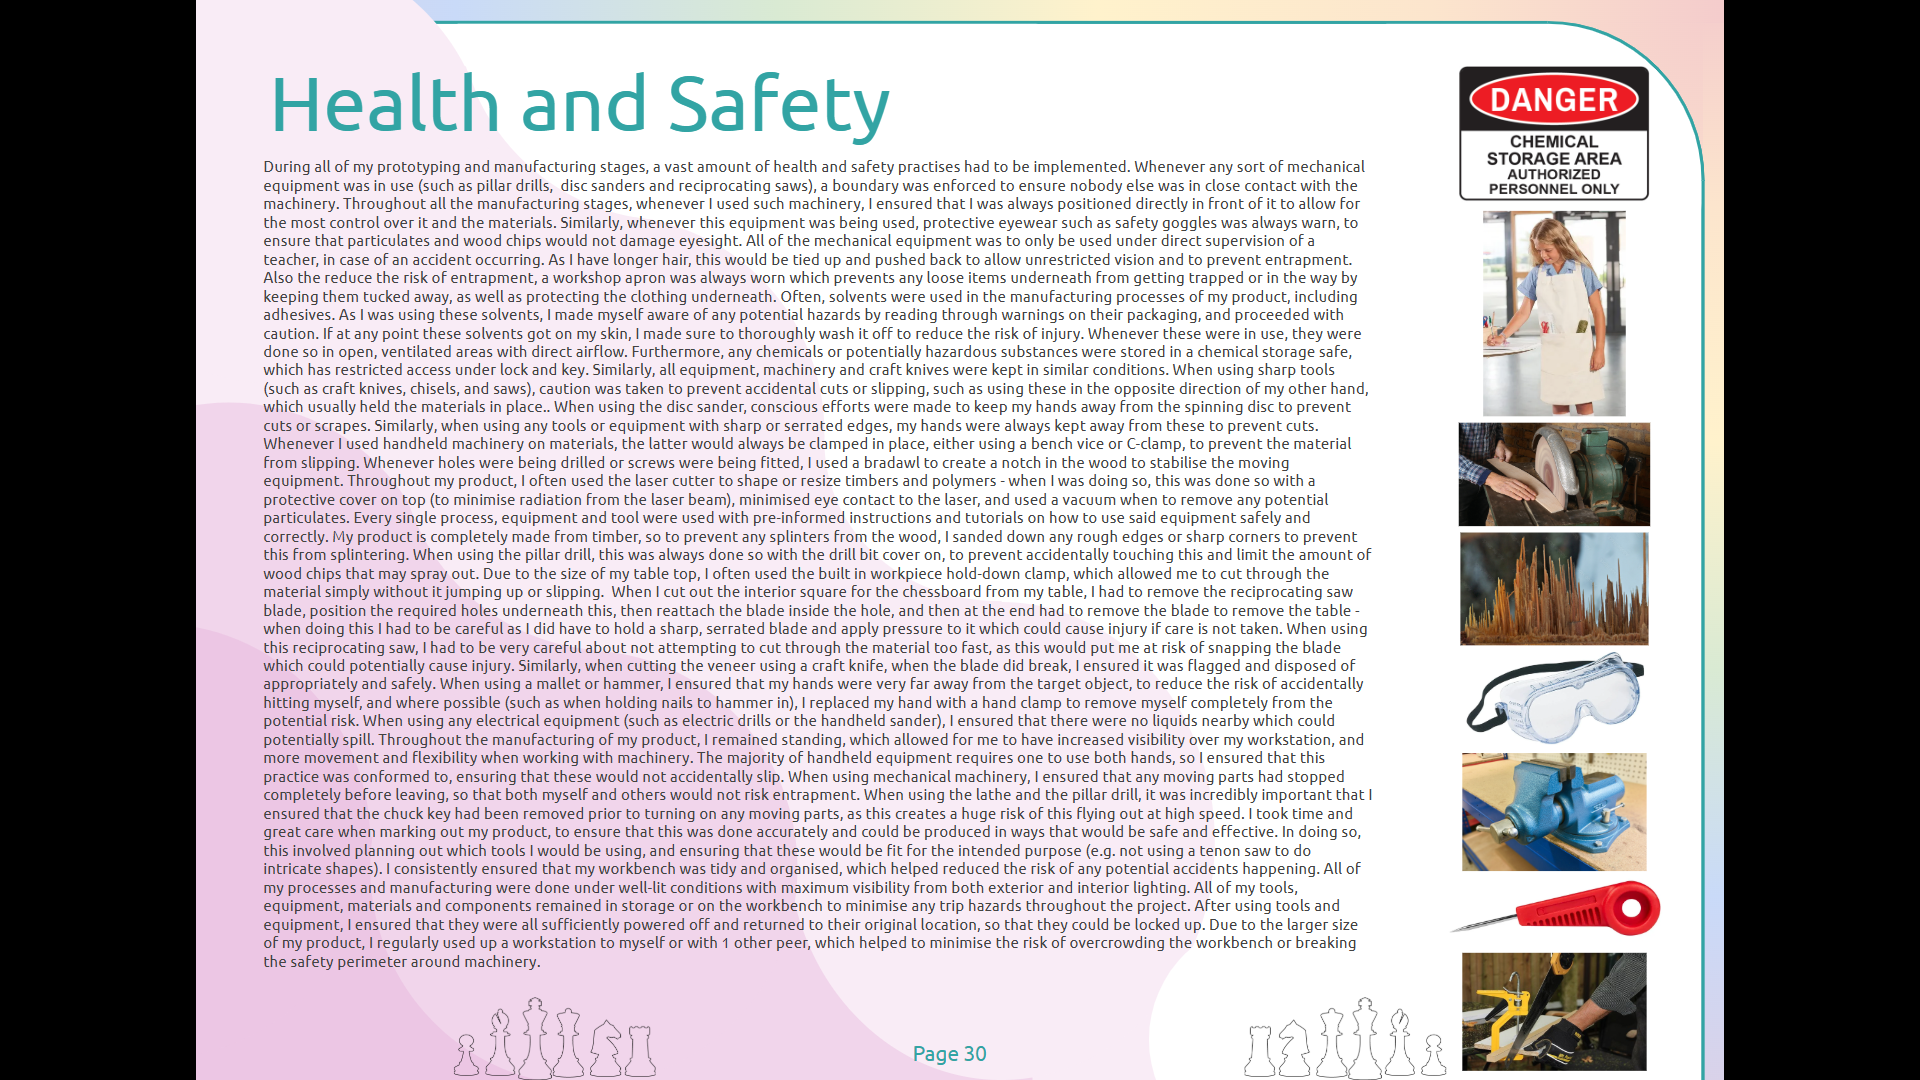 Health and Safety
During all of my prototyping and manufacturing stages, a vast amount of health and safety practises had to be implemented. Whenever any sort of mechanical
equipment was in use (such as pillar drills,  disc sanders and reciprocating saws), a boundary was enforced to ensure nobody else was in close contact with the
machinery. Throughout all the manufacturing stages, whenever I used such machinery, I ensured that I was always positioned directly in front of it to allow for
the most control over it and the materials. Similarly, whenever this equipment was being used, protective eyewear such as safety goggles was always warn, to
ensure that particulates and wood chips would not damage eyesight. All of the mechanical equipment was to only be used under direct supervision of a
teacher, in case of an accident occurring. As I have longer hair, this would be tied up and pushed back to allow unrestricted vision and to prevent entrapment.
Also the reduce the risk of entrapment, a workshop apron was always worn which prevents any loose items underneath from getting trapped or in the way by
keeping them tucked away, as well as protecting the clothing underneath. Often, solvents were used in the manufacturing processes of my product, including
adhesives. As I was using these solvents, I made myself aware of any potential hazards by reading through warnings on their packaging, and proceeded with
caution. If at any point these solvents got on my skin, I made sure to thoroughly wash it off to reduce the risk of injury. Whenever these were in use, they were
done so in open, ventilated areas with direct airflow. Furthermore, any chemicals or potentially hazardous substances were stored in a chemical storage safe,
which has restricted access under lock and key. Similarly, all equipment, machinery and craft knives were kept in similar conditions. When using sharp tools
(such as craft knives, chisels, and saws), caution was taken to prevent accidental cuts or slipping, such as using these in the opposite direction of my other hand,
which usually held the materials in place.. When using the disc sander, conscious efforts were made to keep my hands away from the spinning disc to prevent
cuts or scrapes. Similarly, when using any tools or equipment with sharp or serrated edges, my hands were always kept away from these to prevent cuts.
Whenever I used handheld machinery on materials, the latter would always be clamped in place, either using a bench vice or C-clamp, to prevent the material
from slipping. Whenever holes were being drilled or screws were being fitted, I used a bradawl to create a notch in the wood to stabilise the moving
equipment. Throughout my product, I often used the laser cutter to shape or resize timbers and polymers - when I was doing so, this was done so with a
protective cover on top (to minimise radiation from the laser beam), minimised eye contact to the laser, and used a vacuum when to remove any potential
particulates. Every single process, equipment and tool were used with pre-informed instructions and tutorials on how to use said equipment safely and
correctly. My product is completely made from timber, so to prevent any splinters from the wood, I sanded down any rough edges or sharp corners to prevent
this from splintering. When using the pillar drill, this was always done so with the drill bit cover on, to prevent accidentally touching this and limit the amount of
wood chips that may spray out. Due to the size of my table top, I often used the built in workpiece hold-down clamp, which allowed me to cut through the
material simply without it jumping up or slipping.  When I cut out the interior square for the chessboard from my table, I had to remove the reciprocating saw
blade, position the required holes underneath this, then reattach the blade inside the hole, and then at the end had to remove the blade to remove the table -
when doing this I had to be careful as I did have to hold a sharp, serrated blade and apply pressure to it which could cause injury if care is not taken. When using
this reciprocating saw, I had to be very careful about not attempting to cut through the material too fast, as this would put me at risk of snapping the blade
which could potentially cause injury. Similarly, when cutting the veneer using a craft knife, when the blade did break, I ensured it was flagged and disposed of
appropriately and safely. When using a mallet or hammer, I ensured that my hands were very far away from the target object, to reduce the risk of accidentally
hitting myself, and where possible (such as when holding nails to hammer in), I replaced my hand with a hand clamp to remove myself completely from the
potential risk. When using any electrical equipment (such as electric drills or the handheld sander), I ensured that there were no liquids nearby which could
potentially spill. Throughout the manufacturing of my product, I remained standing, which allowed for me to have increased visibility over my workstation, and
more movement and flexibility when working with machinery. The majority of handheld equipment requires one to use both hands, so I ensured that this
practice was conformed to, ensuring that these would not accidentally slip. When using mechanical machinery, I ensured that any moving parts had stopped
completely before leaving, so that both myself and others would not risk entrapment. When using the lathe and the pillar drill, it was incredibly important that I
ensured that the chuck key had been removed prior to turning on any moving parts, as this creates a huge risk of this flying out at high speed. I took time and
great care when marking out my product, to ensure that this was done accurately and could be produced in ways that would be safe and effective. In doing so,
this involved planning out which tools I would be using, and ensuring that these would be fit for the intended purpose (e.g. not using a tenon saw to do
intricate shapes). I consistently ensured that my workbench was tidy and organised, which helped reduced the risk of any potential accidents happening. All of
my processes and manufacturing were done under well-lit conditions with maximum visibility from both exterior and interior lighting. All of my tools,
equipment, materials and components remained in storage or on the workbench to minimise any trip hazards throughout the project. After using tools and
equipment, I ensured that they were all sufficiently powered off and returned to their original location, so that they could be locked up. Due to the larger size
of my product, I regularly used up a workstation to myself or with 1 other peer, which helped to minimise the risk of overcrowding the workbench or breaking
the safety perimeter around machinery.
DANGER
CHEMICAL
STORAGE AREA
AUTHORIZED
PERSONNEL ONLY
Page 30